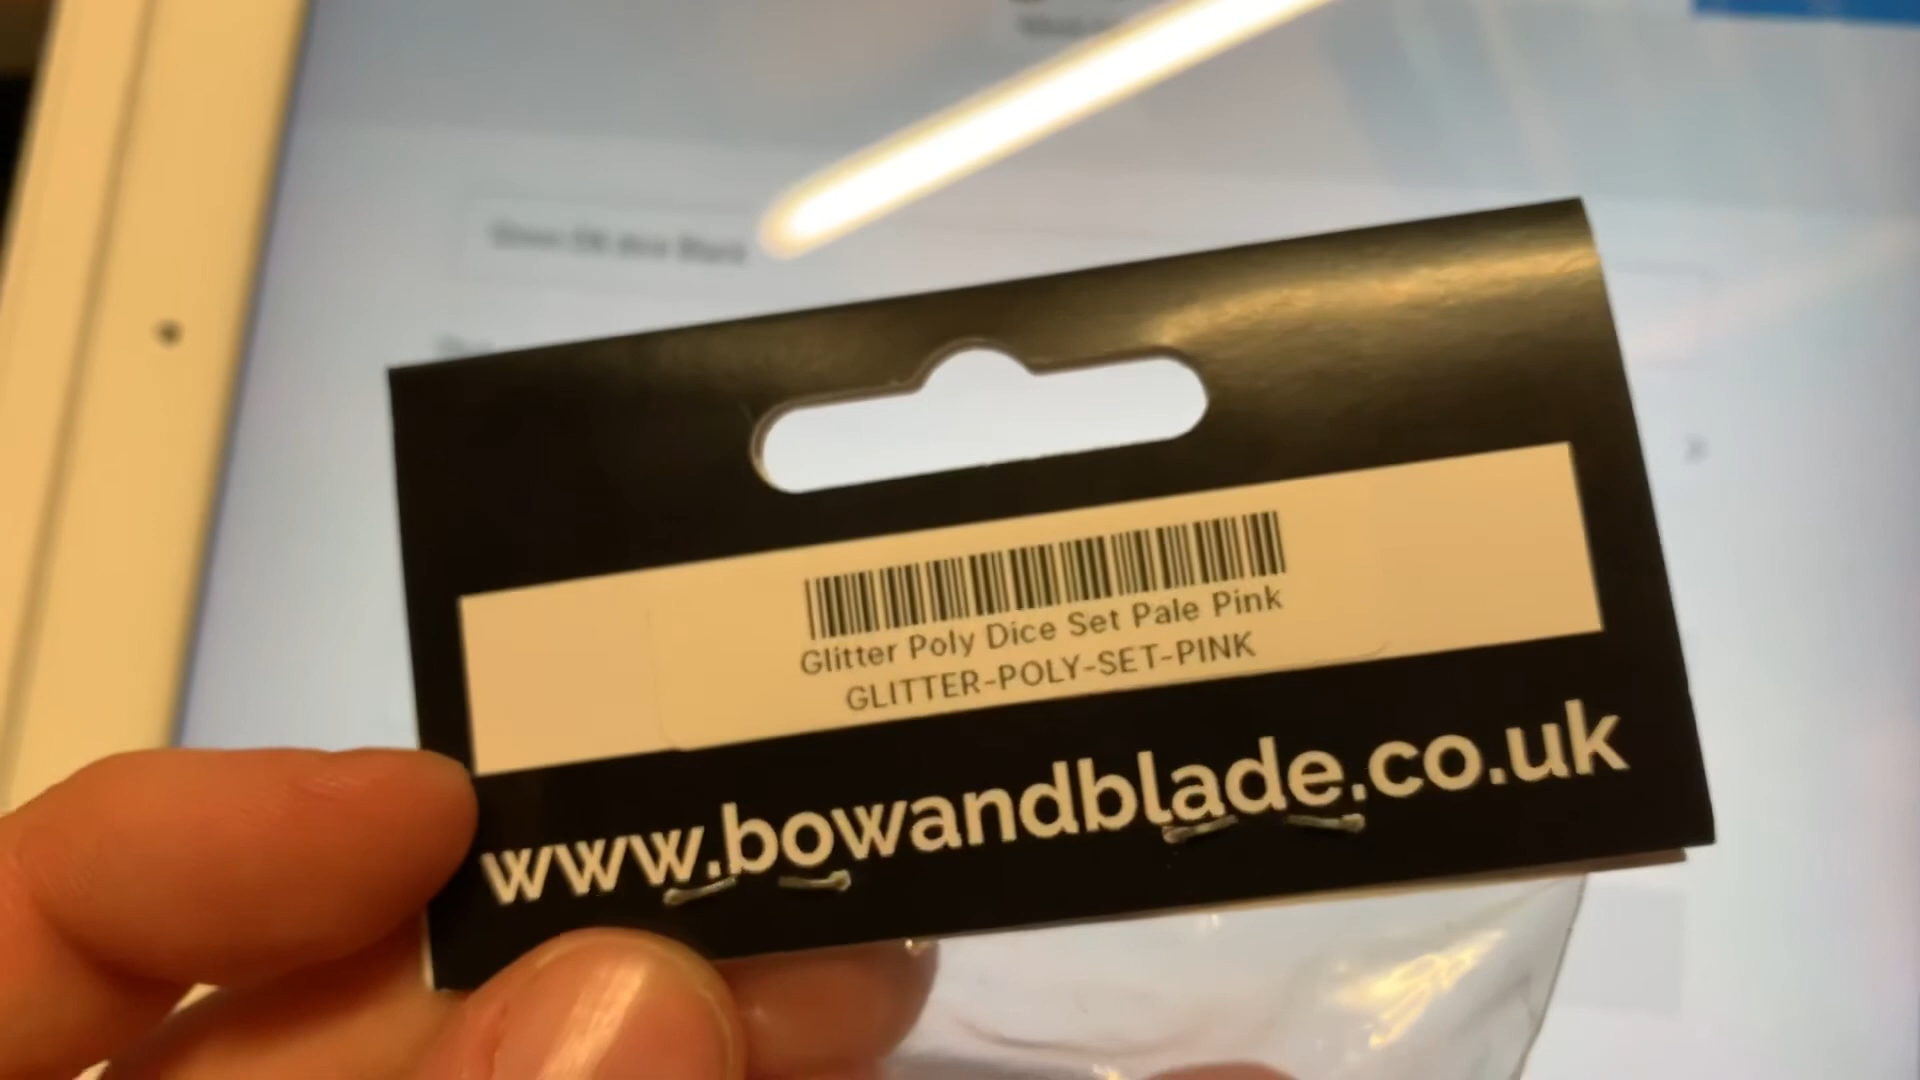 Glitter Poly Dice Set Pale Pink
GLITTER-POLY-SET-PINK
www.bowandblade.co.uk